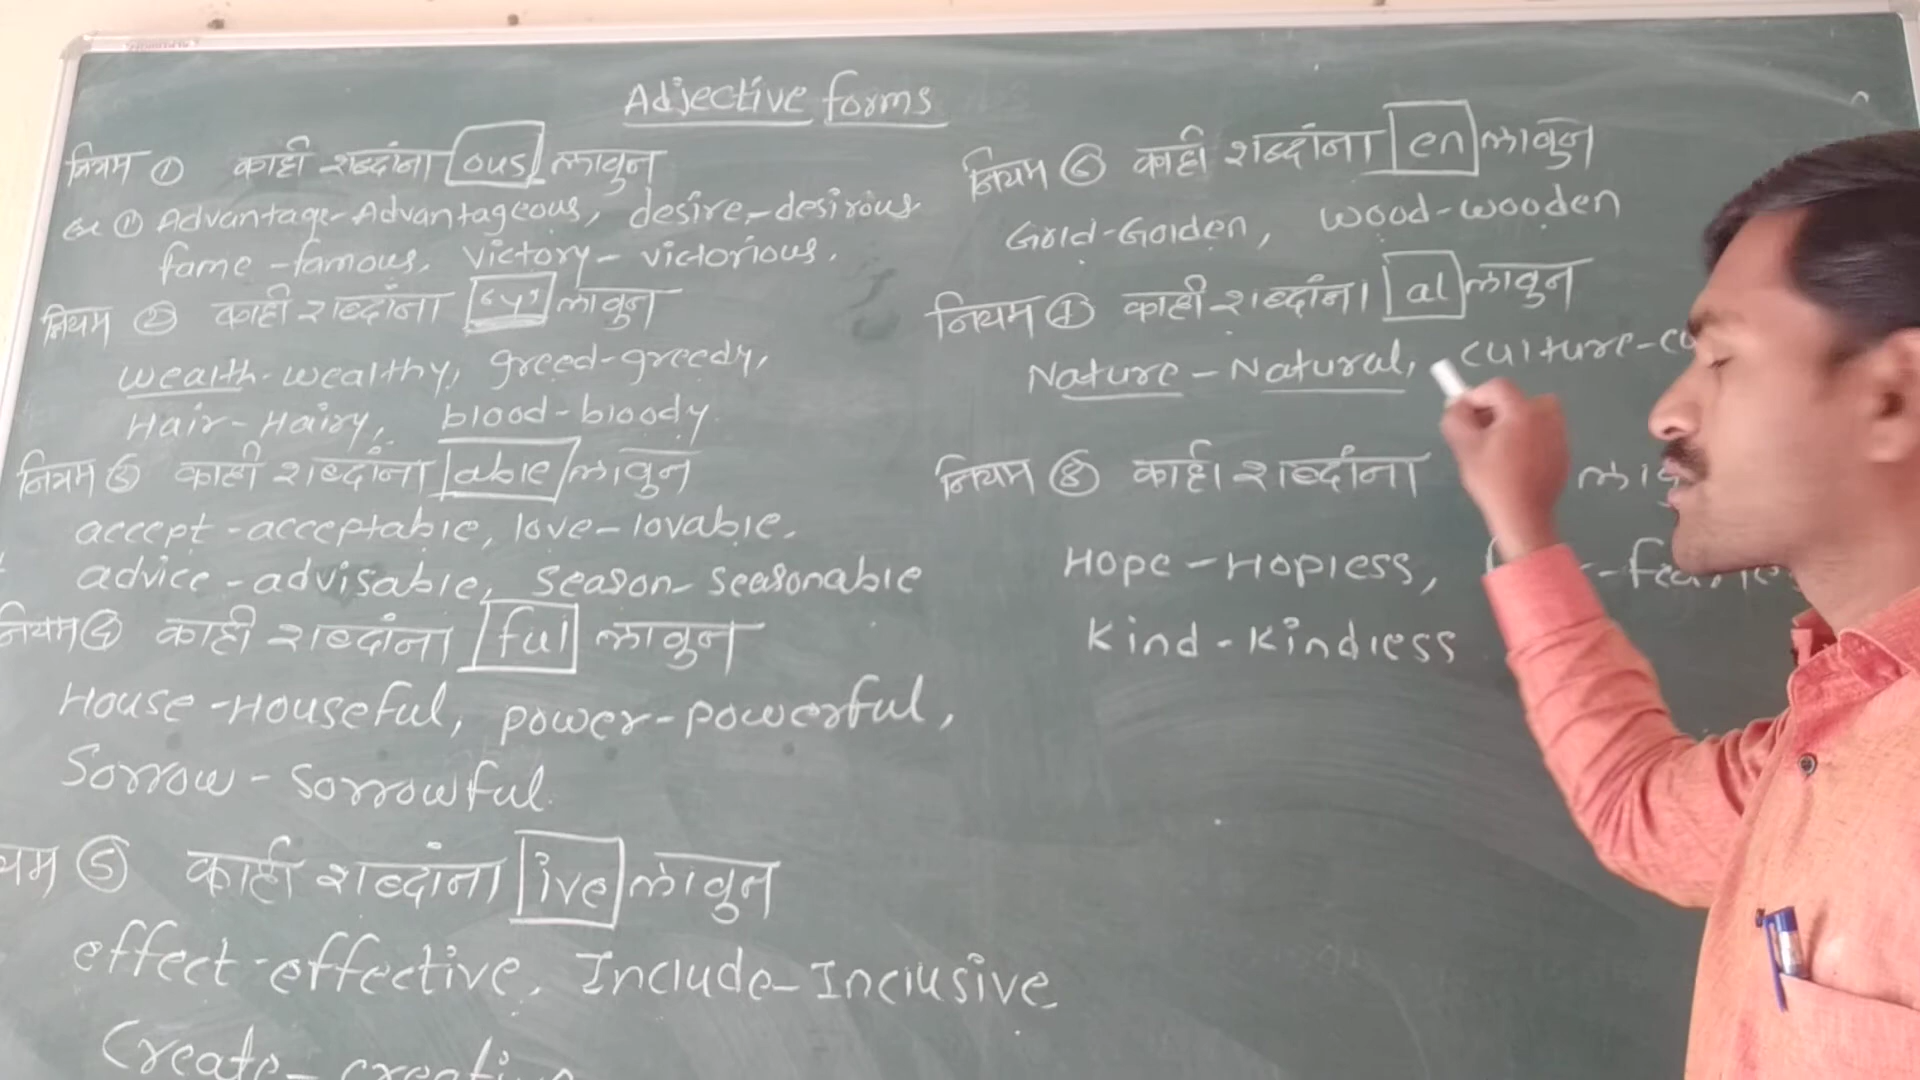 Adjective forms
नियम ① काही शब्दांना ous लावुन
Ex ① Advantage-Advantageous, desire-desirous
fame-famous, victory-victorious.
नियम ② काही शब्दांना 'y' लावुन
wealth-wealthy, greed-greedy,
Hair-Hairy, blood-bloody.
नियम ③ काही शब्दांना able लावुन
accept-acceptable, love-lovable.
advice-advisable, season-seasonable
नियम ④ काही शब्दांना ful लावुन
House-Houseful, power-powerful,
Sorrow-sorrowful.
यम ⑤ काही शब्दांना ive लावुन
effect-effective, Include-Inclusive
Create-creative
नियम ⑥ काही शब्दांना en लावुन
Gold-Golden, wood-wooden
नियम ⑦ काही शब्दांना al लावुन
Nature-Natural, culture-cu
नियम ⑧ काही शब्दांना लावु
Hope-Hopless,
Kind-Kindless